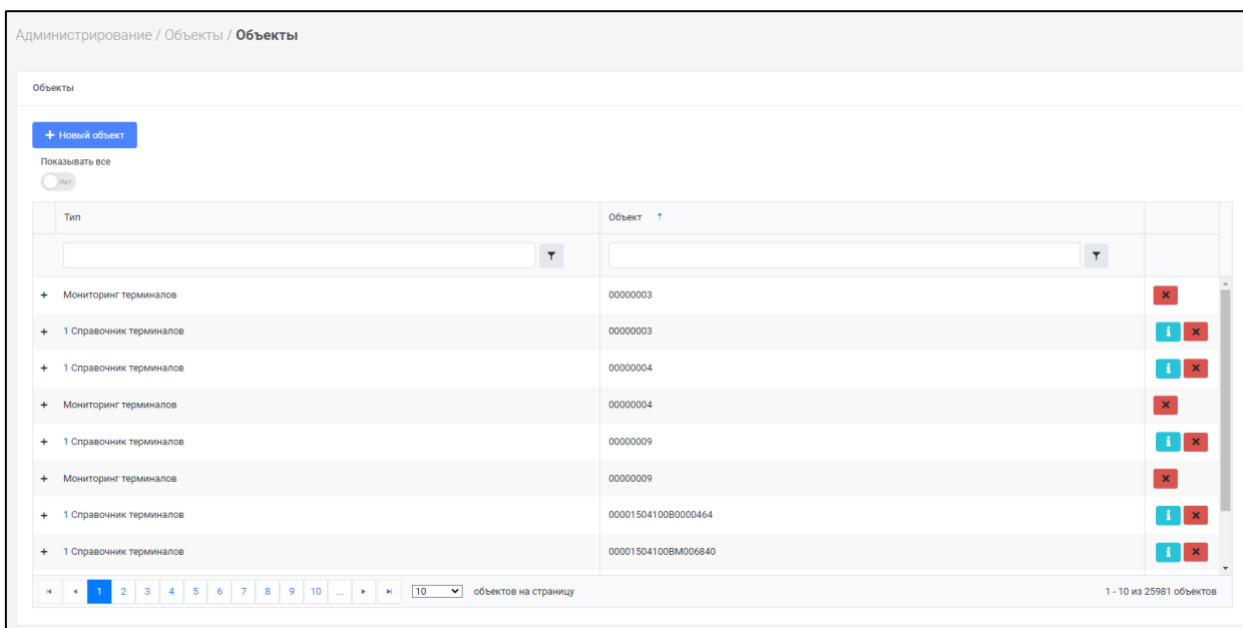 Администрирование / Объекты / Объекты
Объекты
+ Новый объект
Показывать все
Нет
Тип Объект ↑
+ Мониторинг терминалов 00000003
+ 1 Справочник терминалов 00000003
+ 1 Справочник терминалов 00000004
+ Мониторинг терминалов 00000004
+ 1 Справочник терминалов 00000009
+ Мониторинг терминалов 00000009
+ 1 Справочник терминалов 00001504100B0000464
+ 1 Справочник терминалов 00001504100BM006840
1 2 3 4 5 6 7 8 9 10 ... 10 объектов на страницу 1 - 10 из 25981 объектов